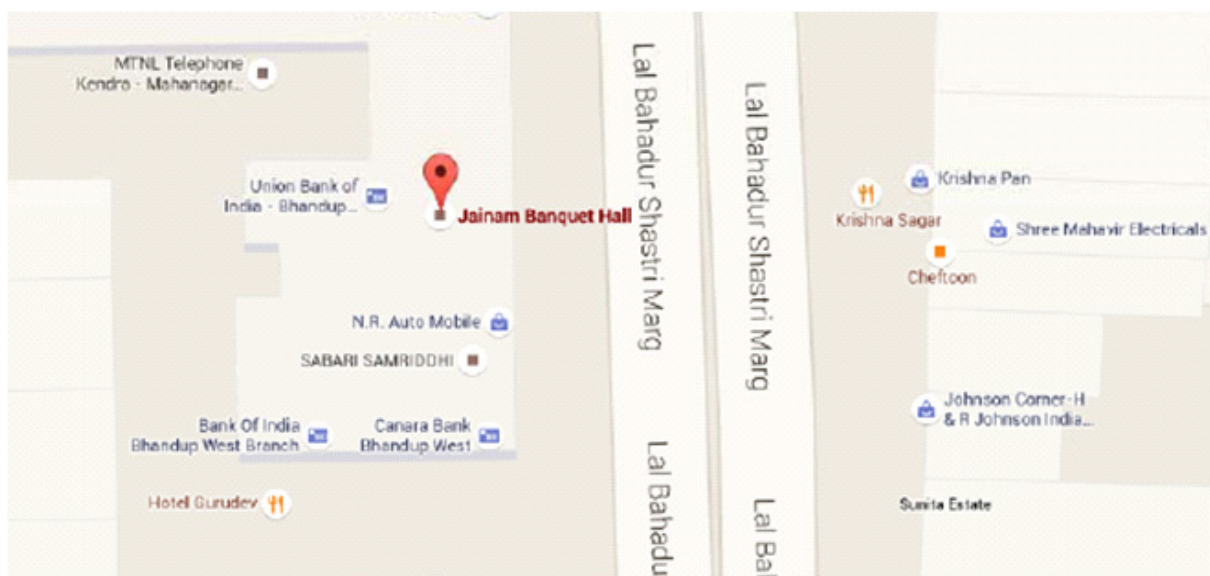 MTNL Telephone
Kendra - Mahanagar...
Union Bank of
India - Bhandup...
Jainam Banquet Hall
N.R. Auto Mobile
SABARI SAMRIDDHI
Bank Of India
Bhandup West Branch
Canara Bank
Bhandup West
Hotel Gurudev
Lal Bahadur Shastri Marg
Lal Bahadur Shastri Marg
Lal Bahadu
Lal Bal
Krishna Pan
Krishna Sagar
Shree Mahavir Electricals
Cheftoon
Johnson Corner-H
& R Johnson India...
Sunita Estate